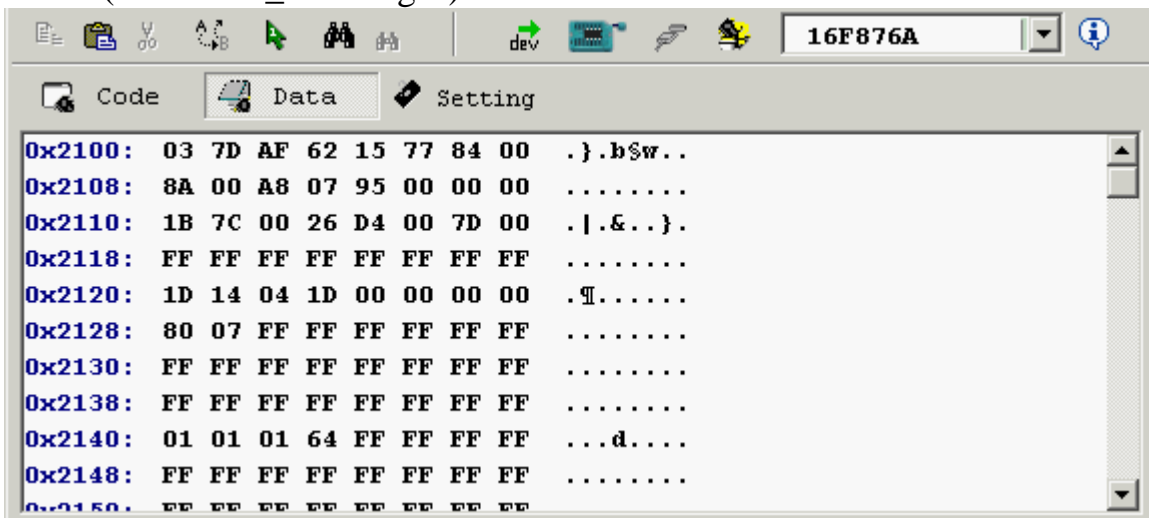 dev 16F876A
Code Data Setting
0x2100: 03 7D AF 62 15 77 84 00 .}.b§w..
0x2108: 8A 00 A8 07 95 00 00 00 ........
0x2110: 1B 7C 00 26 D4 00 7D 00 .|.&..}.
0x2118: FF FF FF FF FF FF FF FF ........
0x2120: 1D 14 04 1D 00 00 00 00 .¶......
0x2128: 80 07 FF FF FF FF FF FF ........
0x2130: FF FF FF FF FF FF FF FF ........
0x2138: FF FF FF FF FF FF FF FF ........
0x2140: 01 01 01 64 FF FF FF FF ...d....
0x2148: FF FF FF FF FF FF FF FF ........